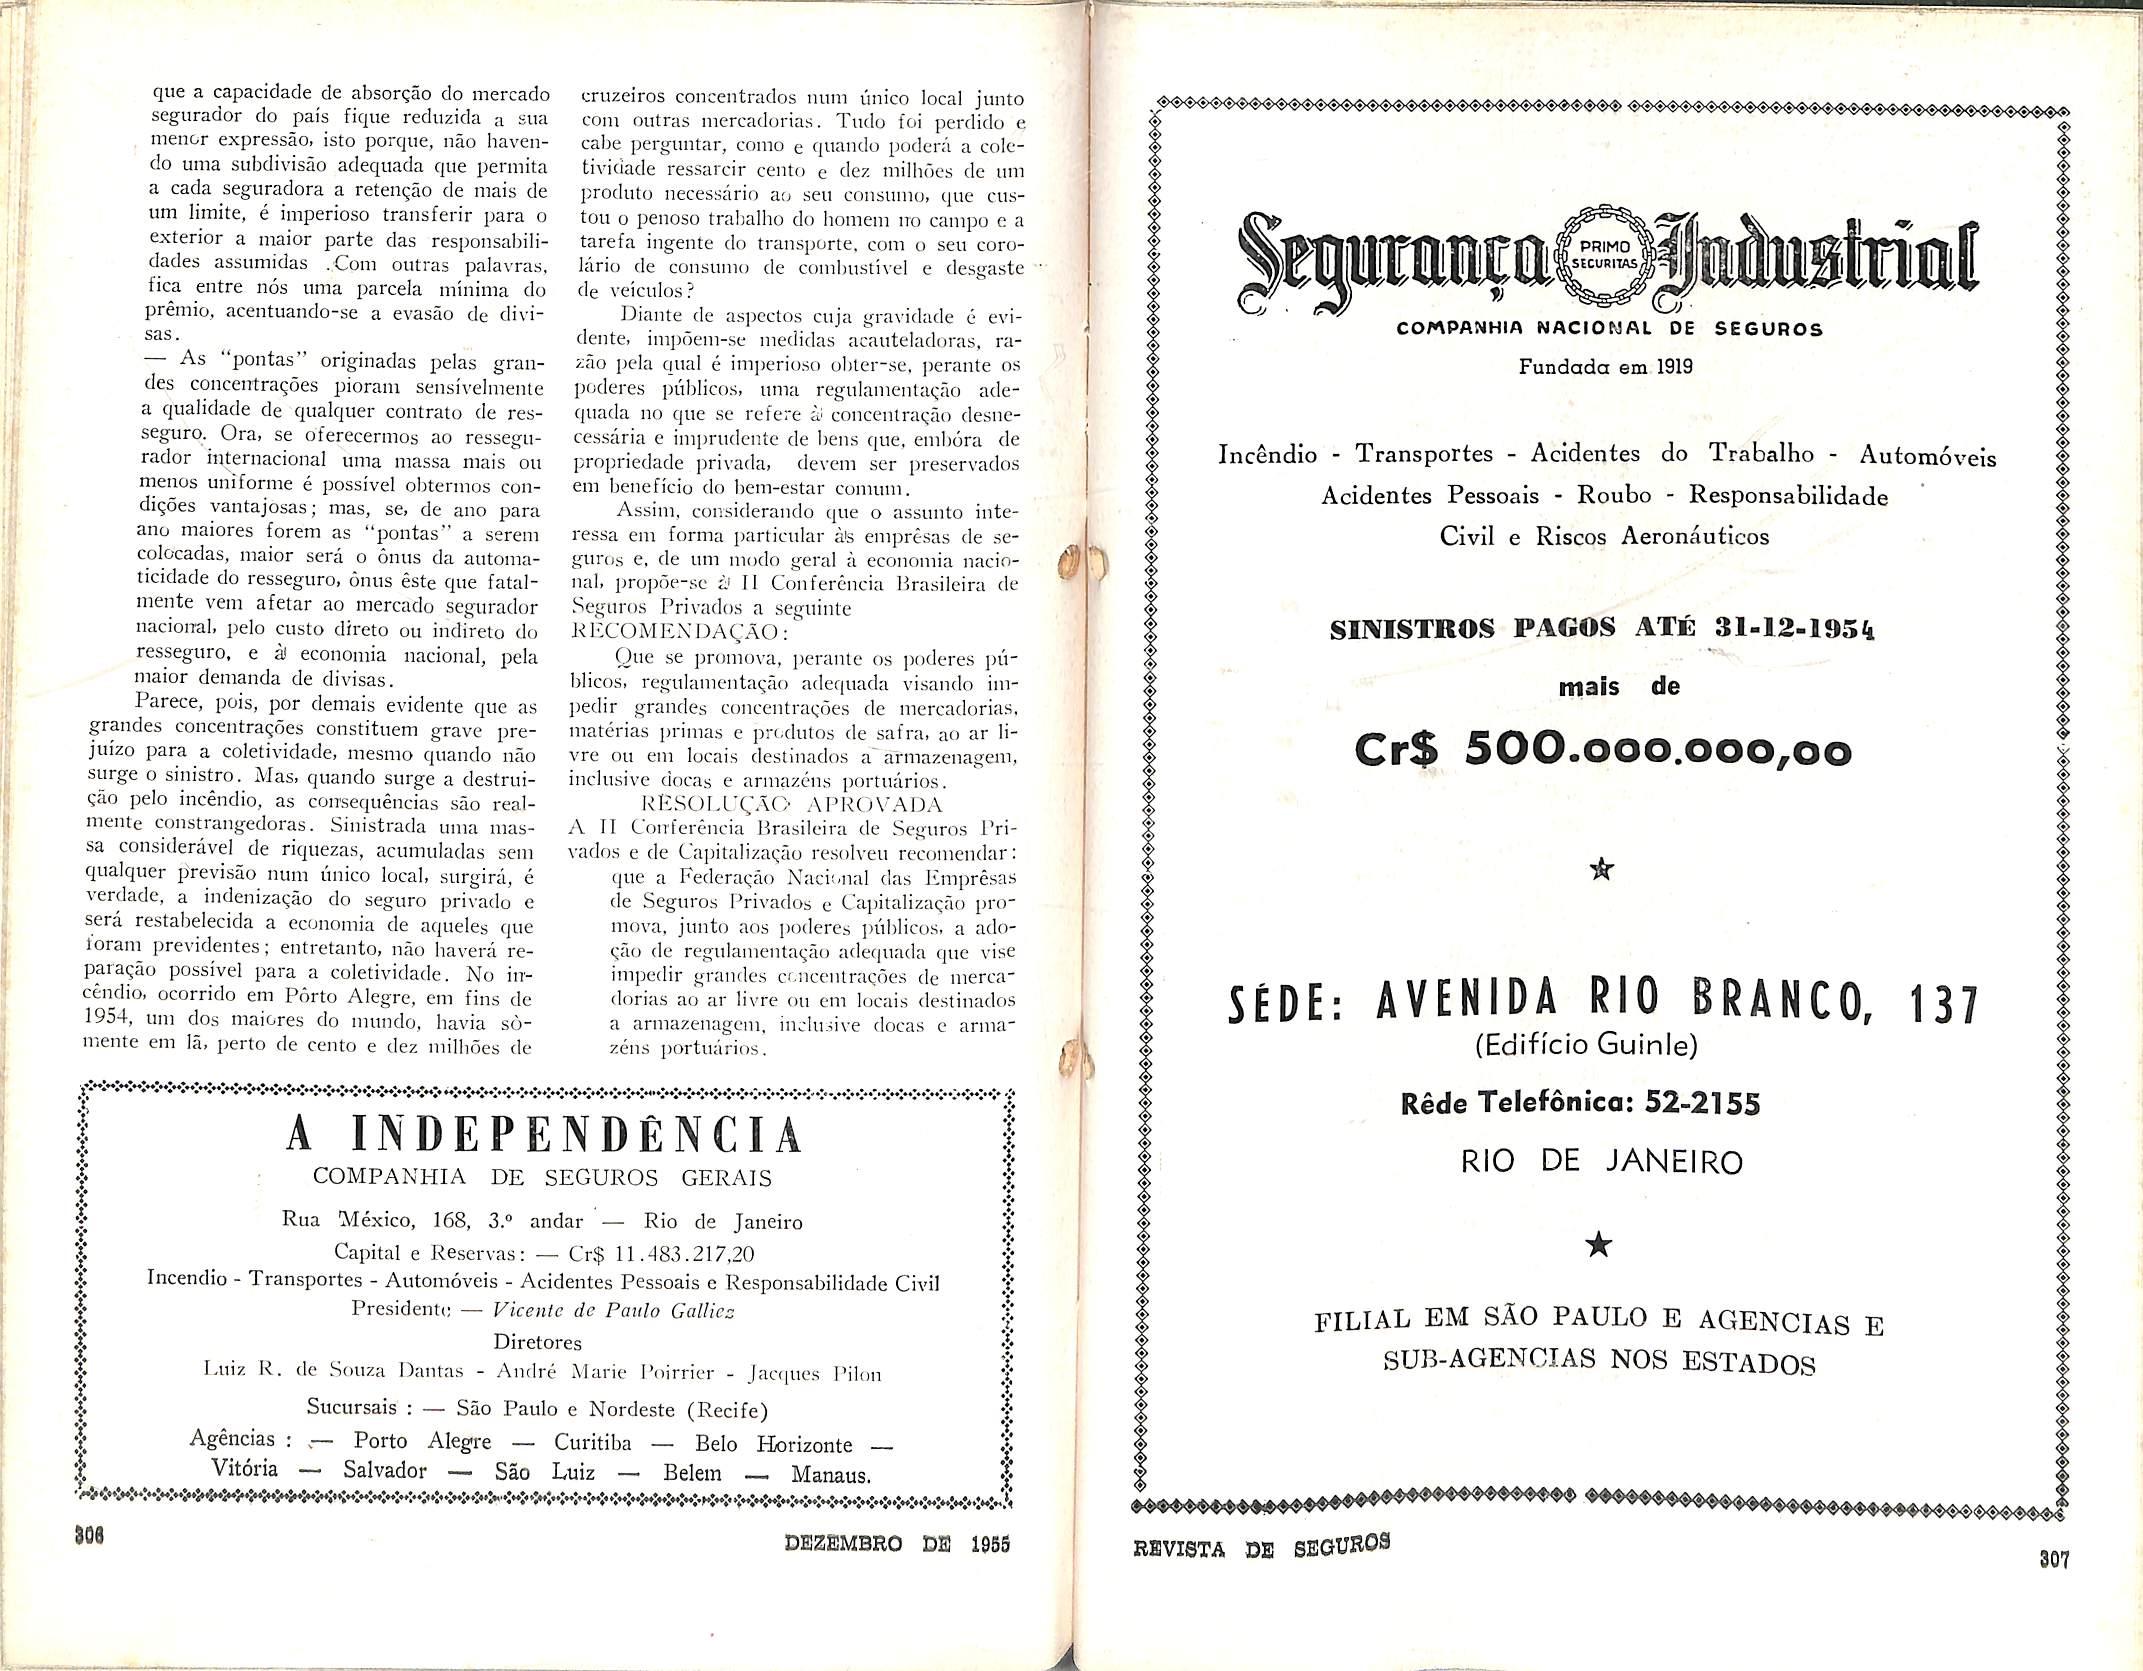 que a capacidade de absorção do mercado
segurador do país fique reduzida a sua
menor expressão, isto porque, não haven-
do uma subdivisão adequada que permita
a cada seguradora a retenção de mais de
um limite, é imperioso transferir para o
exterior a maior parte das responsabili-
dades assumidas .Com outras palavras,
fica entre nós uma parcela mínima do
prêmio, acentuando-se a evasão de divi-
sas.
— As "pontas" originadas pelas gran-
des concentrações pioram sensívelmente
a qualidade de qualquer contrato de res-
seguro. Ora, se oferecermos ao ressegu-
rador internacional uma massa mais ou
menos uniforme é possível obtermos con-
dições vantajosas; mas, se, de ano para
ano maiores forem as "pontas" a serem
colocadas, maior será o ônus da automa-
ticidade do resseguro, ônus êste que fatal-
mente vem afetar ao mercado segurador
nacional, pelo custo direto ou indireto do
resseguro, e à economia nacional, pela
maior demanda de divisas.
Parece, pois, por demais evidente que as
grandes concentrações constituem grave pre-
juízo para a coletividade, mesmo quando não
surge o sinistro. Mas, quando surge a destrui-
ção pelo incêndio, as consequências são real-
mente constrangedoras. Sinistrada uma mas-
sa considerável de riquezas, acumuladas sem
qualquer previsão num único local, surgirá, é
verdade, a indenização do seguro privado e
será restabelecida a economia de aqueles que
foram previdentes; entretanto, não haverá re-
paração possível para a coletividade. No in-
cêndio, ocorrido em Pôrto Alegre, em fins de
1954, um dos maiores do mundo, havia sò-
mente em lã, perto de cento e dez milhões de
cruzeiros concentrados num único local junto
com outras mercadorias. Tudo foi perdido e
cabe perguntar, como e quando poderá a cole-
tividade ressarcir cento e dez milhões de um
produto necessário ao seu consumo, que cus-
tou o penoso trabalho do homem no campo e a
tarefa ingente do transporte, com o seu coro-
lário de consumo de combustível e desgaste
de veículos?
Diante de aspectos cuja gravidade é evi-
dente, impõem-se medidas acauteladoras, ra-
zão pela qual é imperioso obter-se, perante os
poderes públicos, uma regulamentação ade-
quada no que se refere à concentração desne-
cessária e imprudente de bens que, embóra de
propriedade privada, devem ser preservados
em benefício do bem-estar comum.
Assim, considerando que o assunto inte-
ressa em forma particular às emprêsas de se-
guros e, de um modo geral à economia nacio-
nal, propõe-se à II Conferência Brasileira de
Seguros Privados a seguinte
RECOMENDAÇÃO:
Que se promova, perante os poderes pú-
blicos, regulamentação adequada visando im-
pedir grandes concentrações de mercadorias,
matérias primas e produtos de safra, ao ar li-
vre ou em locais destinados a armazenagem,
inclusive docas e armazéns portuários.
RESOLUÇÃO APROVADA
A II Conferência Brasileira de Seguros Pri-
vados e de Capitalização resolveu recomendar:
que a Federação Nacional das Emprêsas
de Seguros Privados e Capitalização pro-
mova, junto aos poderes públicos, a ado-
ção de regulamentação adequada que vise
impedir grandes concentrações de merca-
dorias ao ar livre ou em locais destinados
a armazenagem, inclusive docas e arma-
zéns portuários.
A INDEPENDÊNCIA
COMPANHIA DE SEGUROS GERAIS
Rua México, 168, 3.º andar — Rio de Janeiro
Capital e Reservas: — Cr$ 11.483.217,20
Incendio - Transportes - Automóveis - Acidentes Pessoais e Responsabilidade Civil
Presidente — Vicente de Paulo Galliez
Diretores
Luiz R. de Souza Dantas - André Marie Poirrier - Jacques Pilon
Sucursais : — São Paulo e Nordeste (Recife)
Agências : — Porto Alegre — Curitiba — Belo Horizonte —
Vitória — Salvador — São Luiz — Belem — Manaus.
306
DEZEMBRO DE 1955
Segurança PRIMO SECURITAS Industrial
COMPANHIA NACIONAL DE SEGUROS
Fundada em 1919
Incêndio - Transportes - Acidentes do Trabalho - Automóveis
Acidentes Pessoais - Roubo - Responsabilidade
Civil e Riscos Aeronáuticos
SINISTROS PAGOS ATÉ 31-12-1954
mais de
Cr$ 500.000.000,00
SÉDE: AVENIDA RIO BRANCO, 137
(Edifício Guinle)
Rêde Telefônica: 52-2155
RIO DE JANEIRO
FILIAL EM SÃO PAULO E AGENCIAS E
SUB-AGENCIAS NOS ESTADOS
REVISTA DE SEGUROS
307